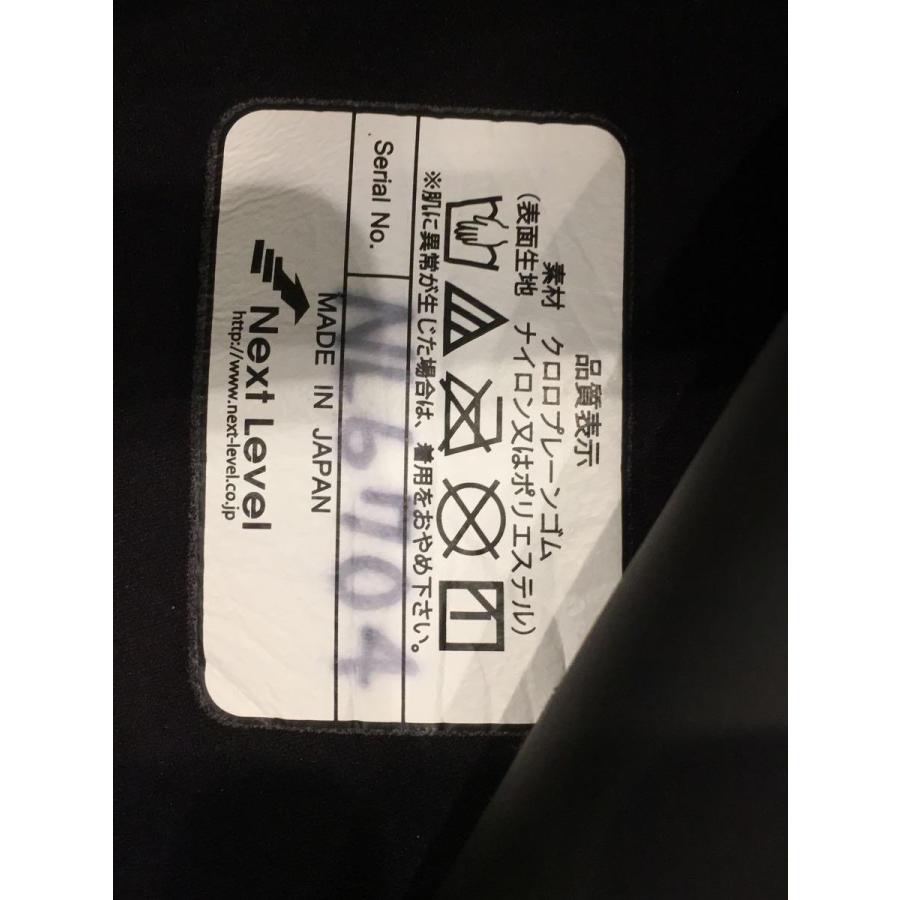 品質表示
素材　クロロプレーンゴム
(表面生地　ナイロン又はポリエステル)
※肌に異常が生じた場合は、着用をおやめ下さい。
Serial No.
MADE IN JAPAN
Next Level
http://www.next-level.co.jp